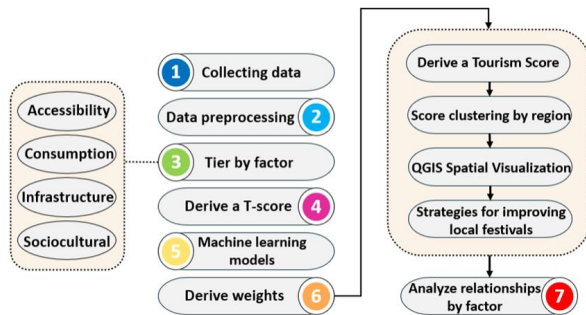 Accessibility
Consumption
Infrastructure
Sociocultural
1 Collecting data
Data preprocessing 2
3 Tier by factor
Derive a T-score 4
5 Machine learning
models
Derive weights 6
Derive a Tourism Score
Score clustering by region
QGIS Spatial Visualization
Strategies for improving
local festivals
Analyze relationships
by factor 7